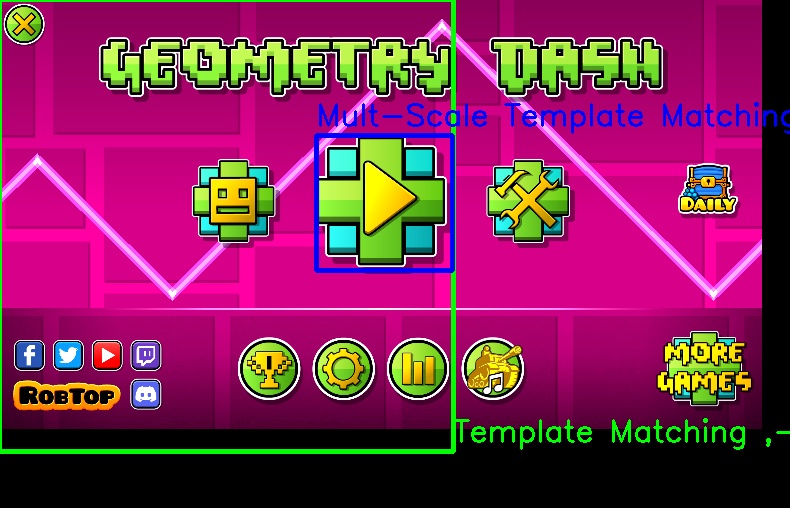 GEOMETRY DASH
Mult-Scale Template Matching
DAILY
MORE
GAMES
ROBTOP
Template Matching ,-